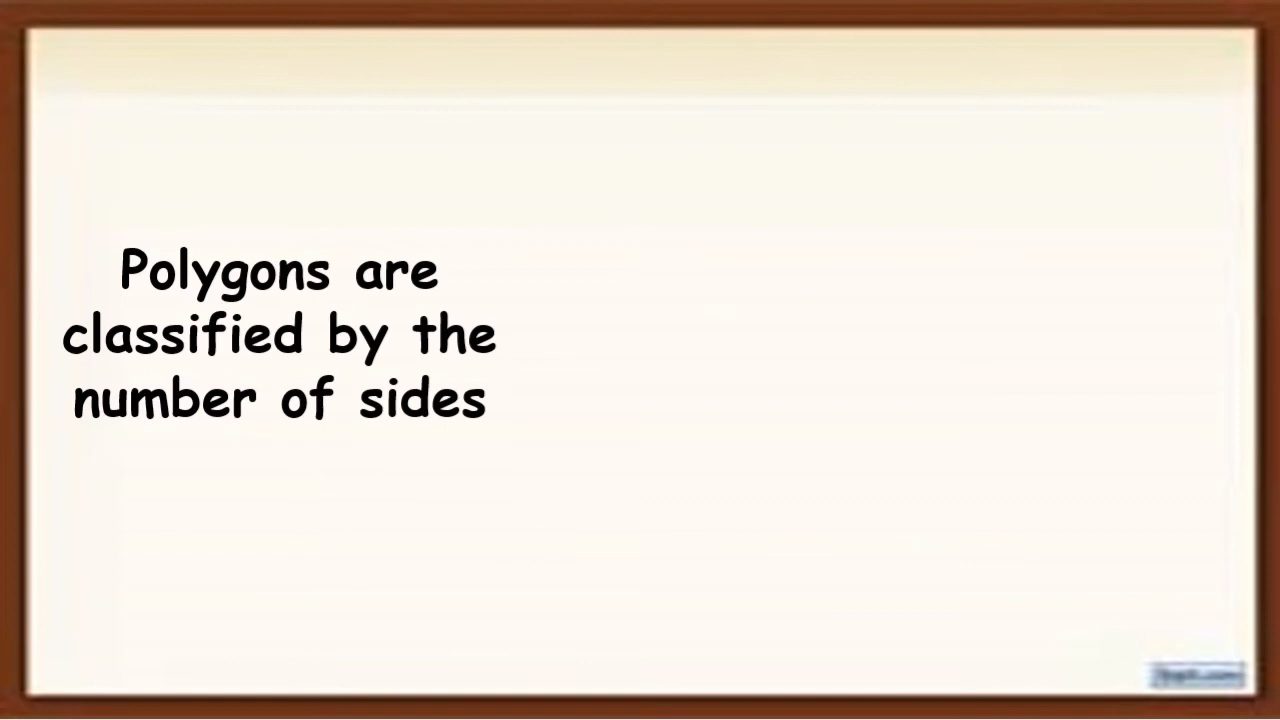 Polygons are
classified by the
number of sides